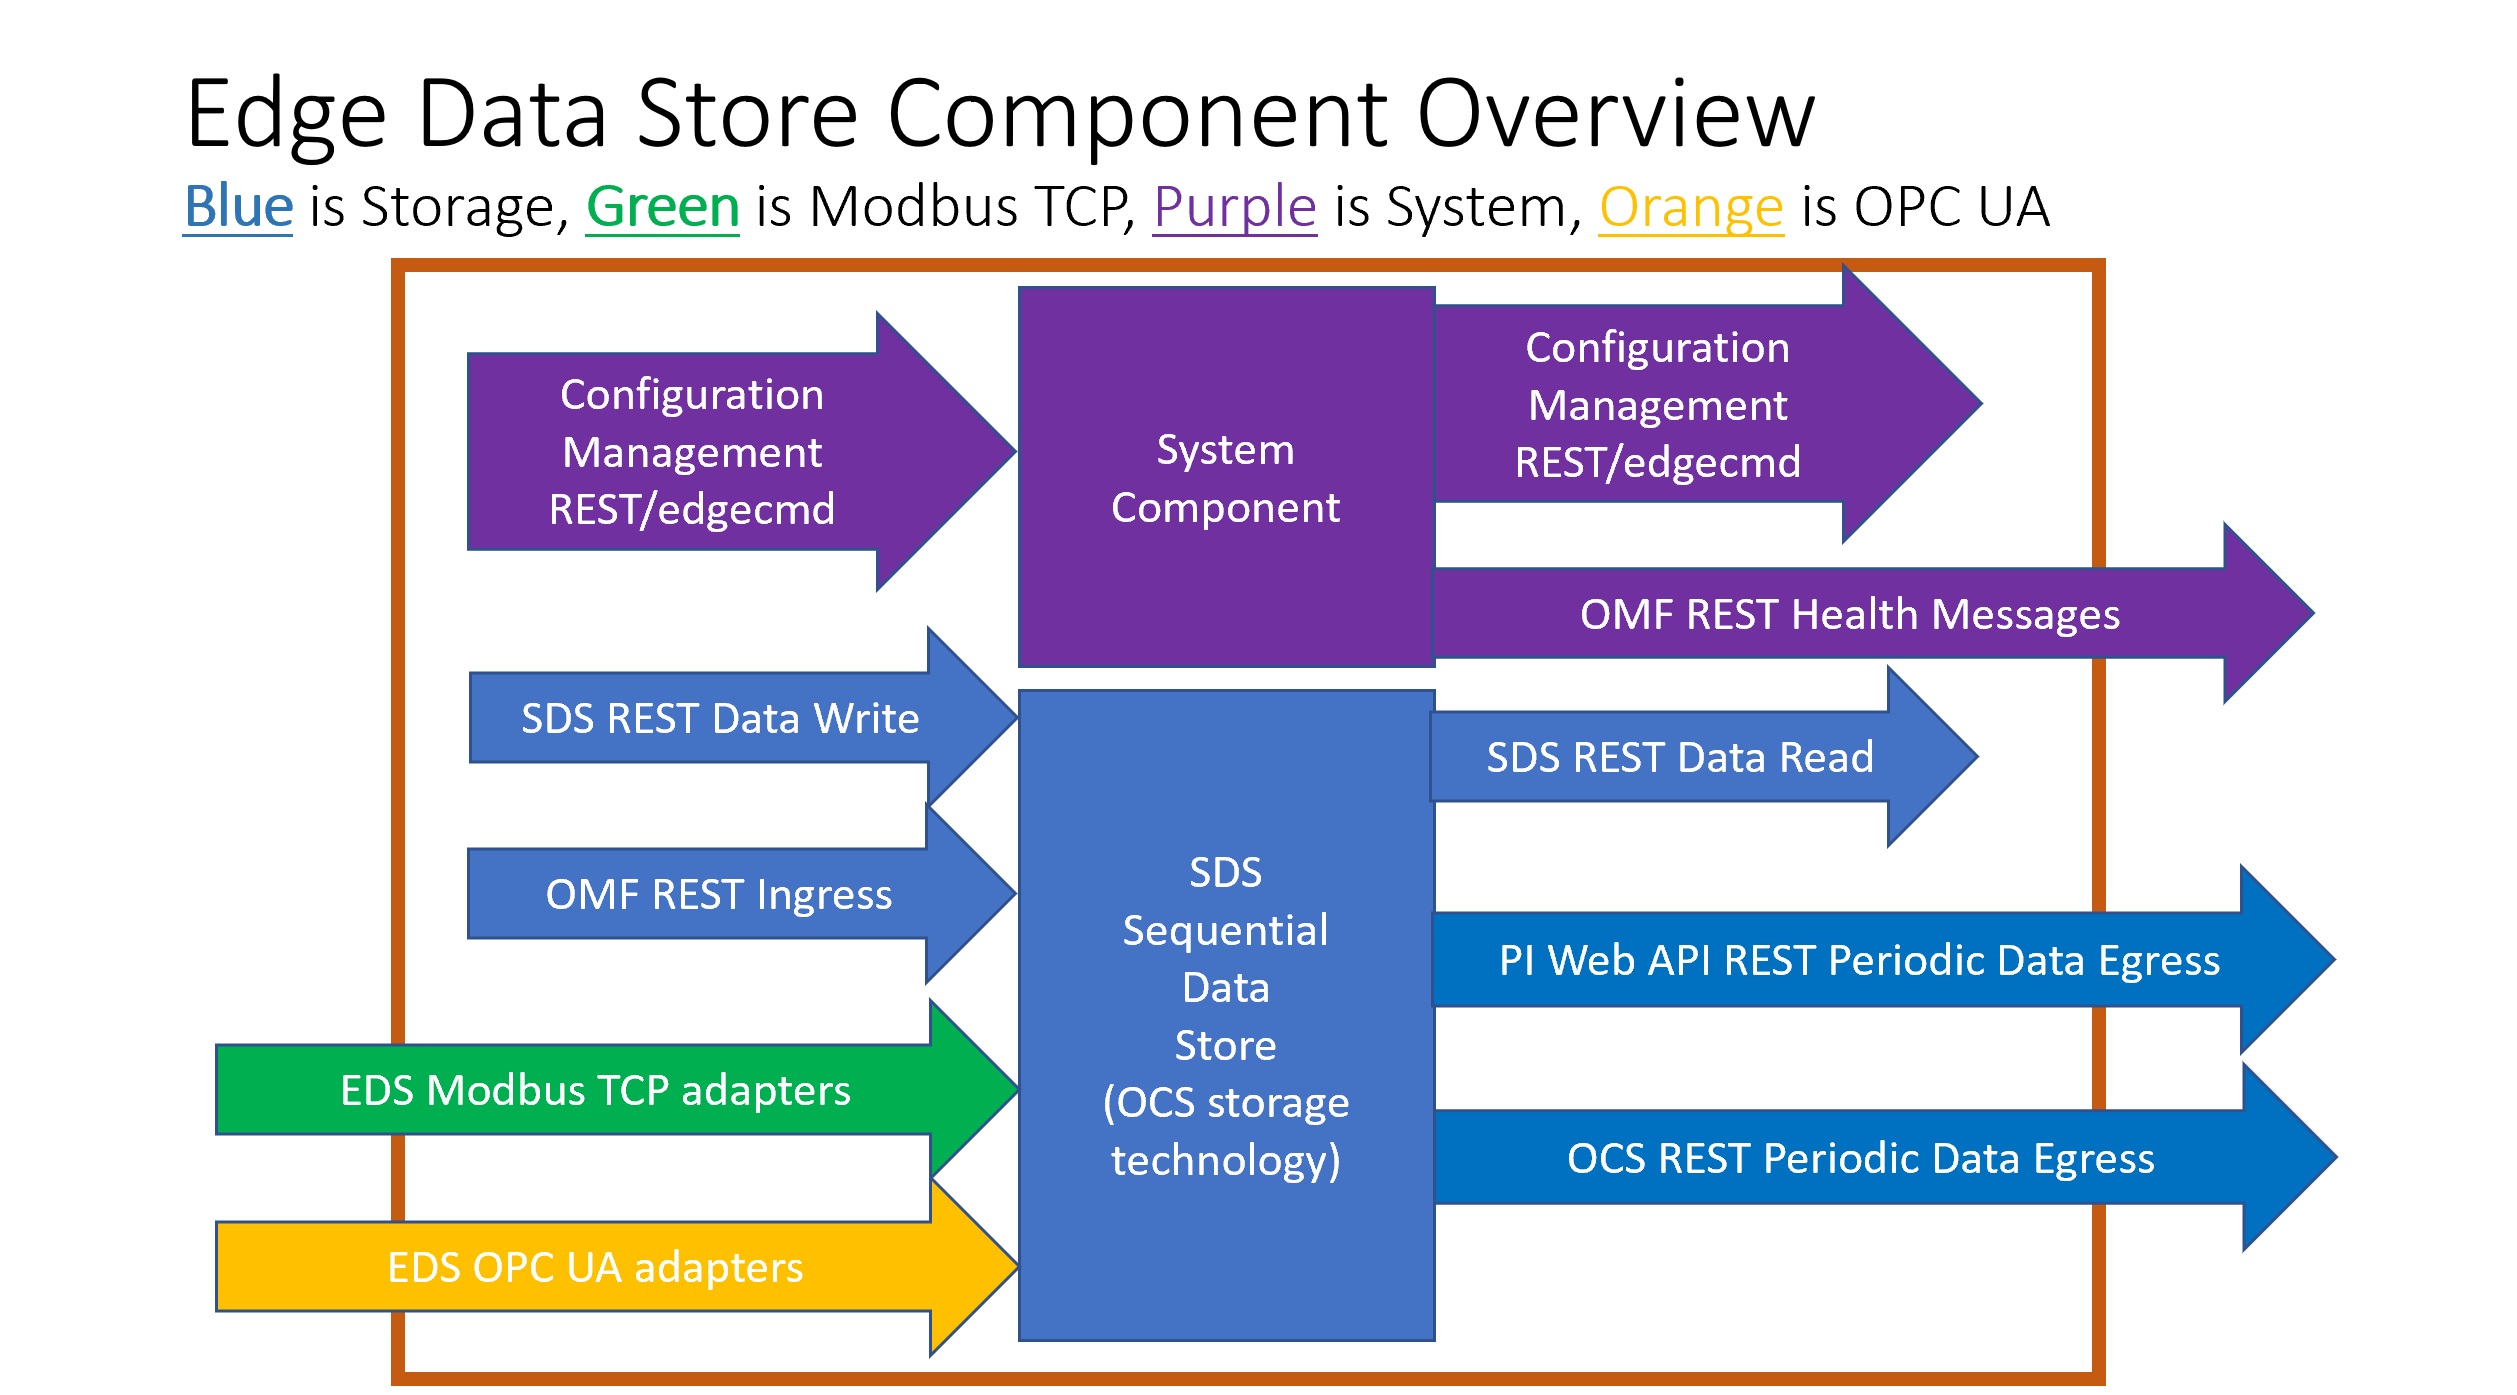 Edge Data Store Component Overview
Blue is Storage, Green is Modbus TCP, Purple is System, Orange is OPC UA
Configuration
Management
REST/edgecmd
System
Component
Configuration
Management
REST/edgecmd
OMF REST Health Messages
SDS REST Data Write
OMF REST Ingress
EDS Modbus TCP adapters
EDS OPC UA adapters
SDS
Sequential
Data
Store
(OCS storage
technology)
SDS REST Data Read
PI Web API REST Periodic Data Egress
OCS REST Periodic Data Egress